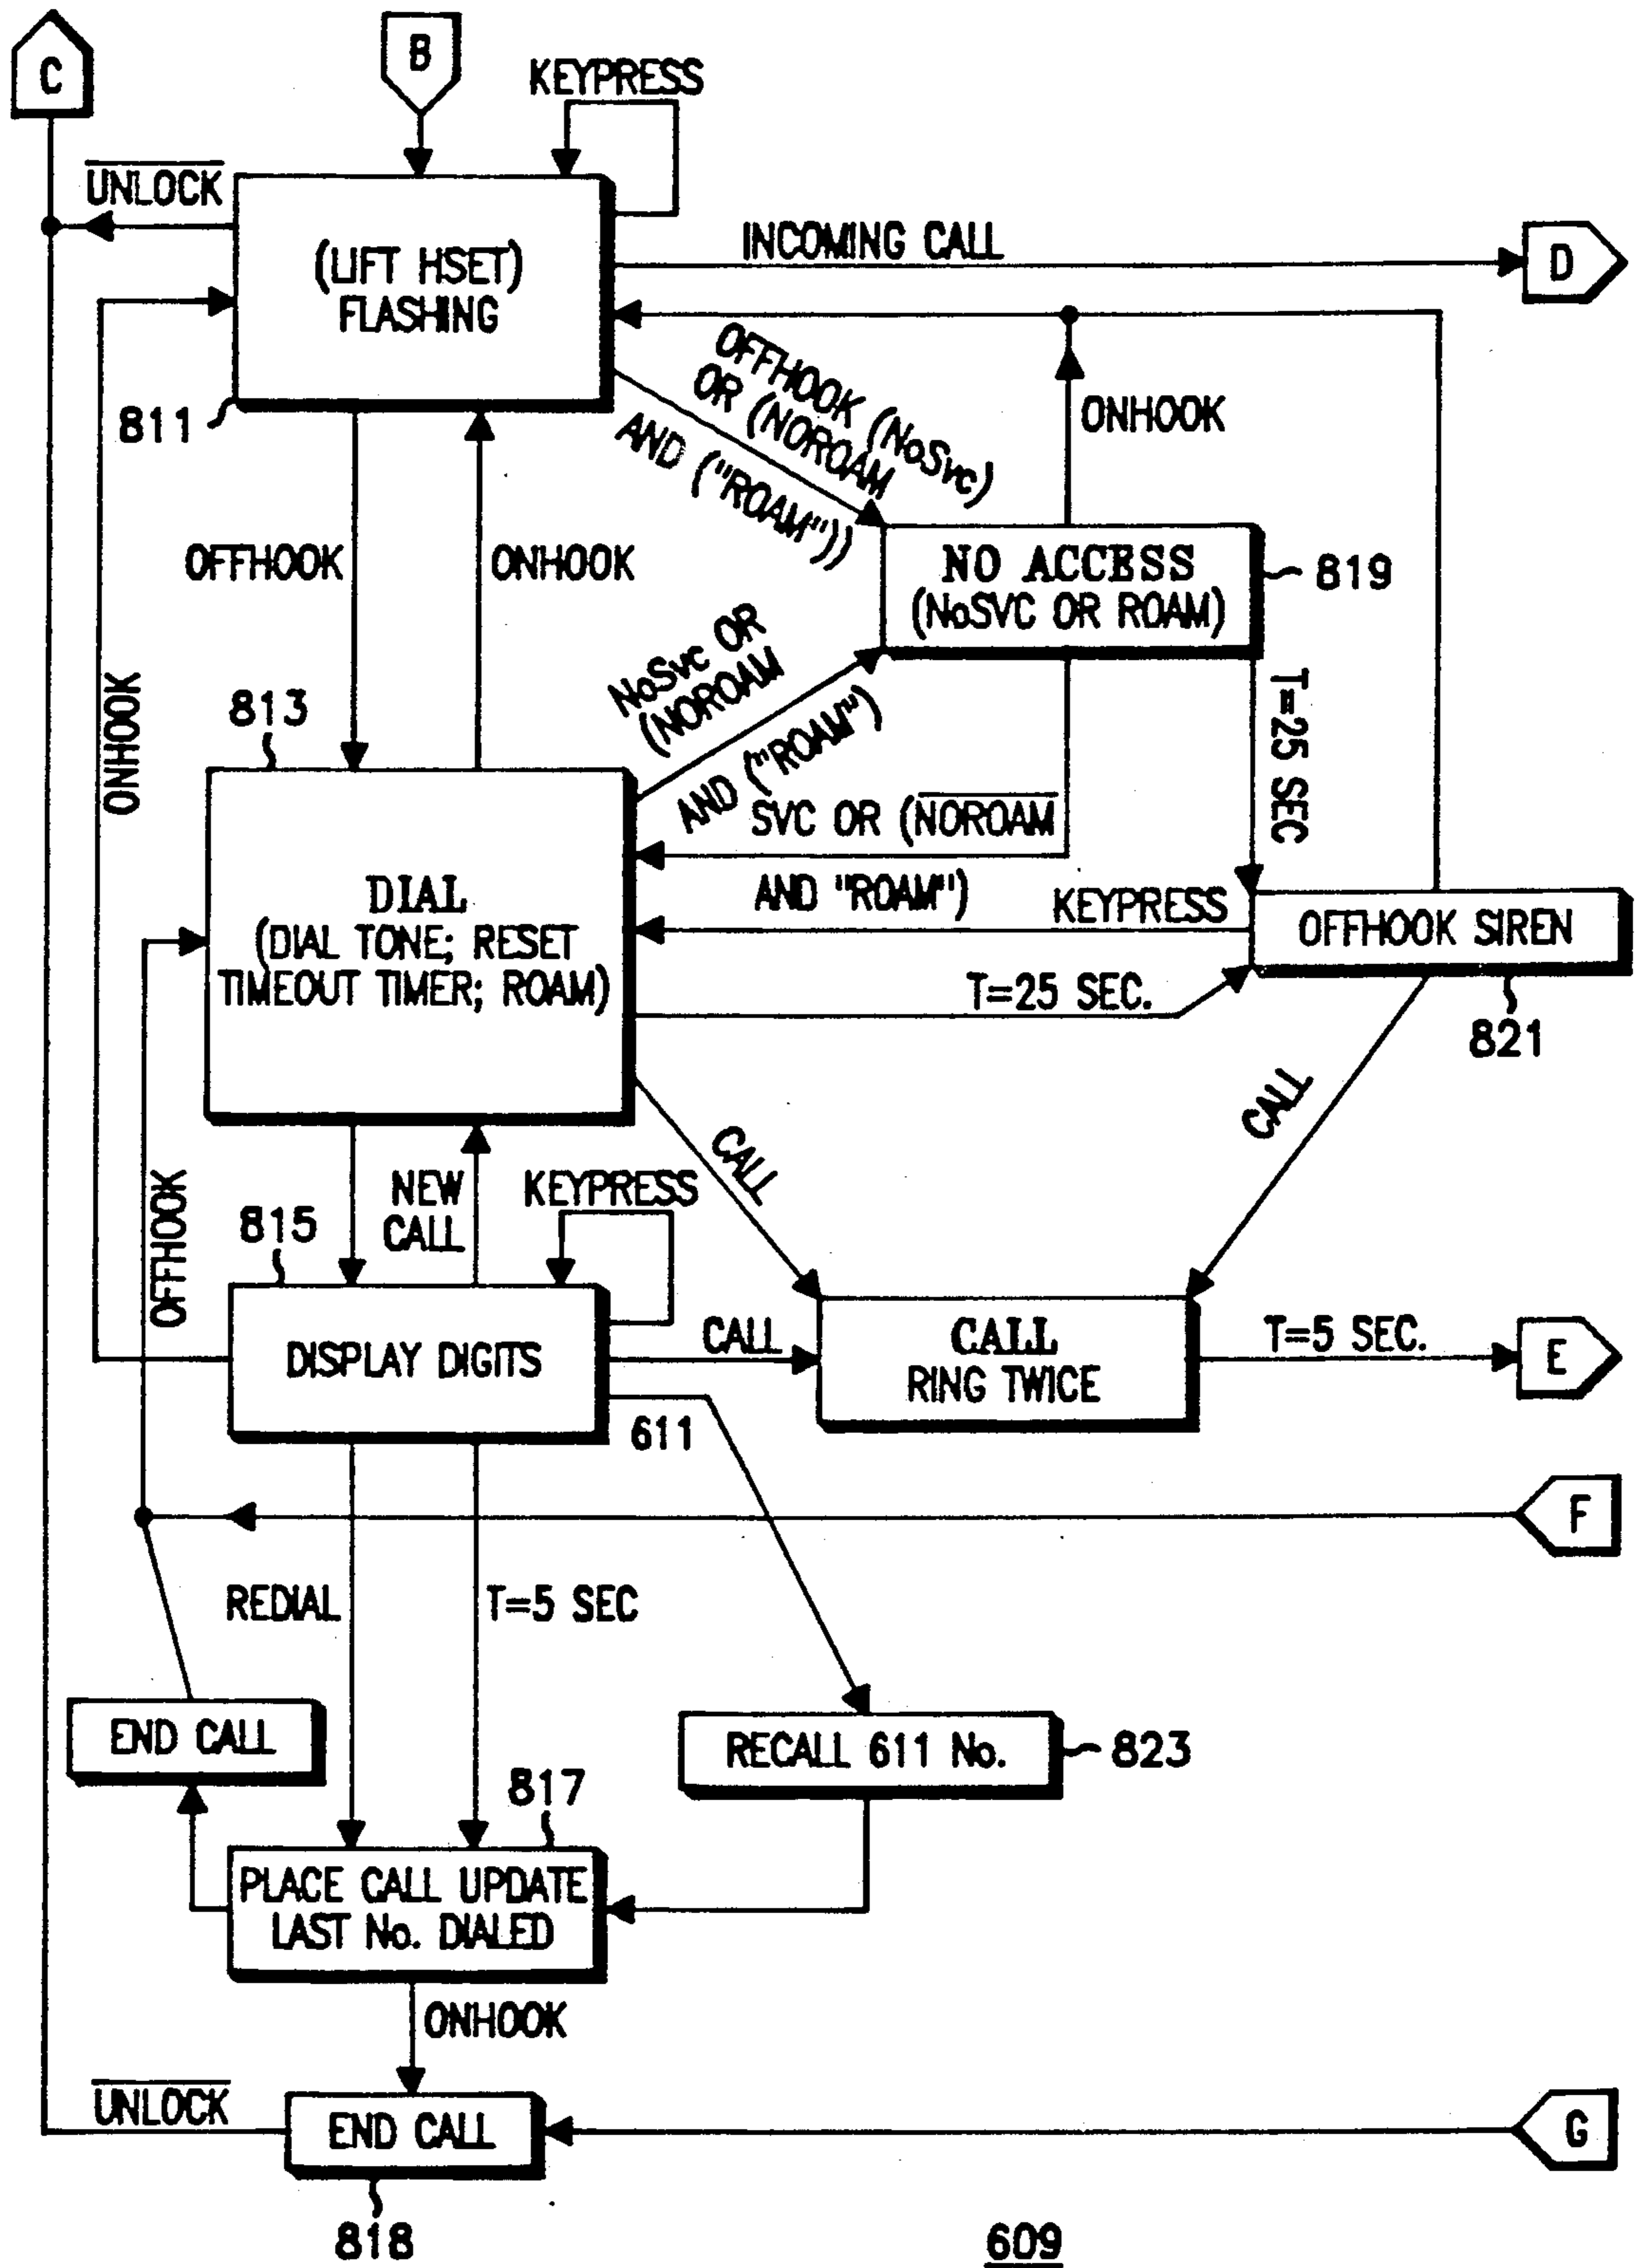 C
B
KEYPRESS
UNLOCK
(LIFT HSET)
FLASHING
INCOMING CALL
D
811
OFFHOOK (NoSvc)
OR (NOROAM
AND ("ROAM"))
ONHOOK
OFFHOOK
ONHOOK
NO ACCESS
(NoSVC OR ROAM)
819
ONHOOK
813
NoSvc OR
(NOROAM
AND ("ROAM")
T=25 SEC
SVC OR (NOROAM
AND "ROAM")
DIAL
(DIAL TONE; RESET
TIMEOUT TIMER; ROAM)
KEYPRESS
OFFHOOK SIREN
T=25 SEC.
821
CALL
CALL
OFFHOOK
815
NEW
CALL
KEYPRESS
DISPLAY DIGITS
CALL
CALL
RING TWICE
T=5 SEC.
E
611
F
REDIAL
T=5 SEC
END CALL
RECALL 611 No.
823
817
PLACE CALL UPDATE
LAST No. DIALED
ONHOOK
UNLOCK
END CALL
G
818
609